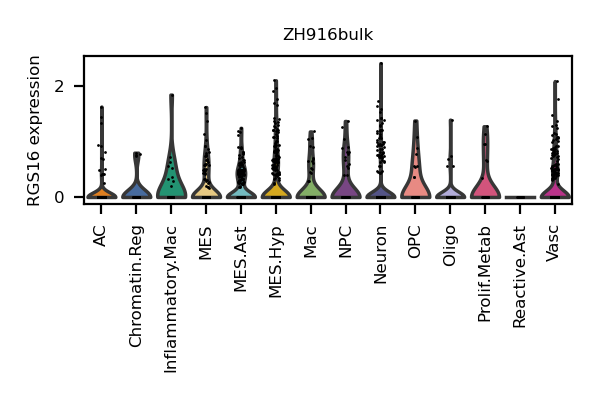 ZH916bulk
RGS16 expression
2
0
AC
Chromatin.Reg
Inflammatory.Mac
MES
MES.Ast
MES.Hyp
Mac
NPC
Neuron
OPC
Oligo
Prolif.Metab
Reactive.Ast
Vasc